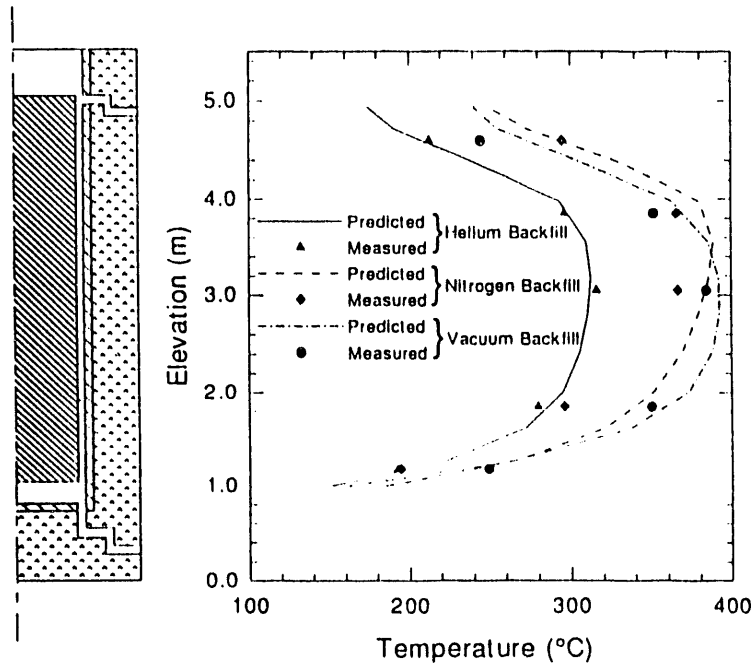 5.0
4.0
3.0
2.0
1.0
0.0
Elevation (m)
Predicted
Measured
Helium Backfill
Predicted
Measured
Nitrogen Backfill
Predicted
Measured
Vacuum Backfill
100
200
300
400
Temperature (°C)